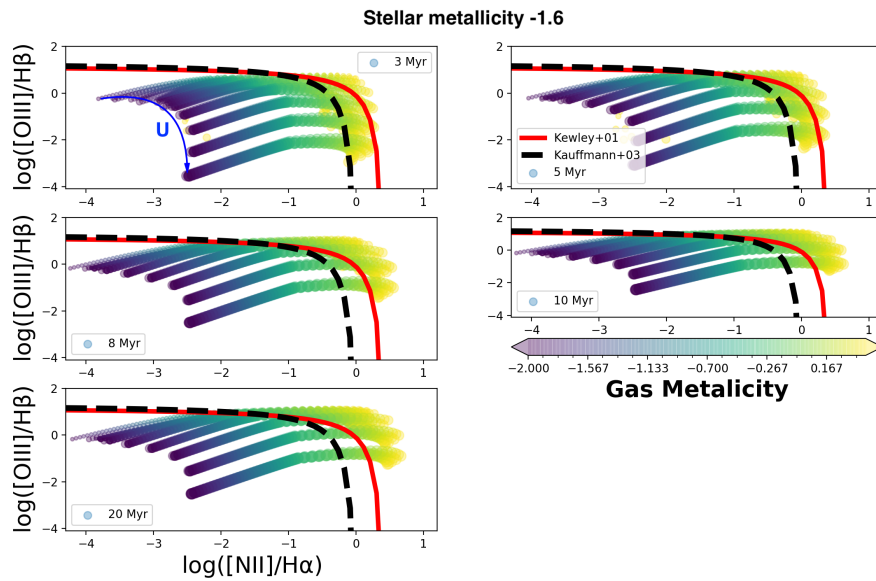 Stellar metallicity -1.6
log([OIII]/Hβ)
2
0
−2
−4
−4 −3 −2 −1 0 1
U
3 Myr
2
0
−2
−4
−4 −3 −2 −1 0 1
Kewley+01
Kauffmann+03
5 Myr
log([OIII]/Hβ)
2
0
−2
−4
−4 −3 −2 −1 0 1
8 Myr
2
0
−2
−4
−4 −3 −2 −1 0 1
10 Myr
−2.000 −1.567 −1.133 −0.700 −0.267 0.167
Gas Metalicity
log([OIII]/Hβ)
2
0
−2
−4
−4 −3 −2 −1 0 1
20 Myr
log([NII]/Hα)